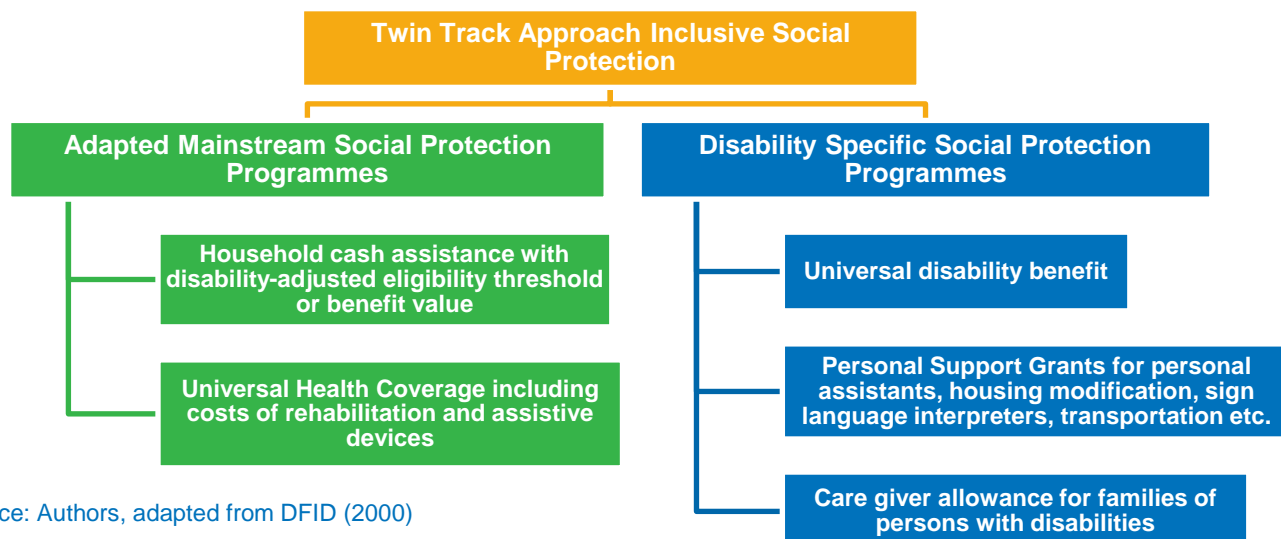 Twin Track Approach Inclusive Social
Protection
Adapted Mainstream Social Protection
Programmes
Disability Specific Social Protection
Programmes
Household cash assistance with
disability-adjusted eligibility threshold
or benefit value
Universal Health Coverage including
costs of rehabilitation and assistive
devices
Universal disability benefit
Personal Support Grants for personal
assistants, housing modification, sign
language interpreters, transportation etc.
Care giver allowance for families of
persons with disabilities
ce: Authors, adapted from DFID (2000)